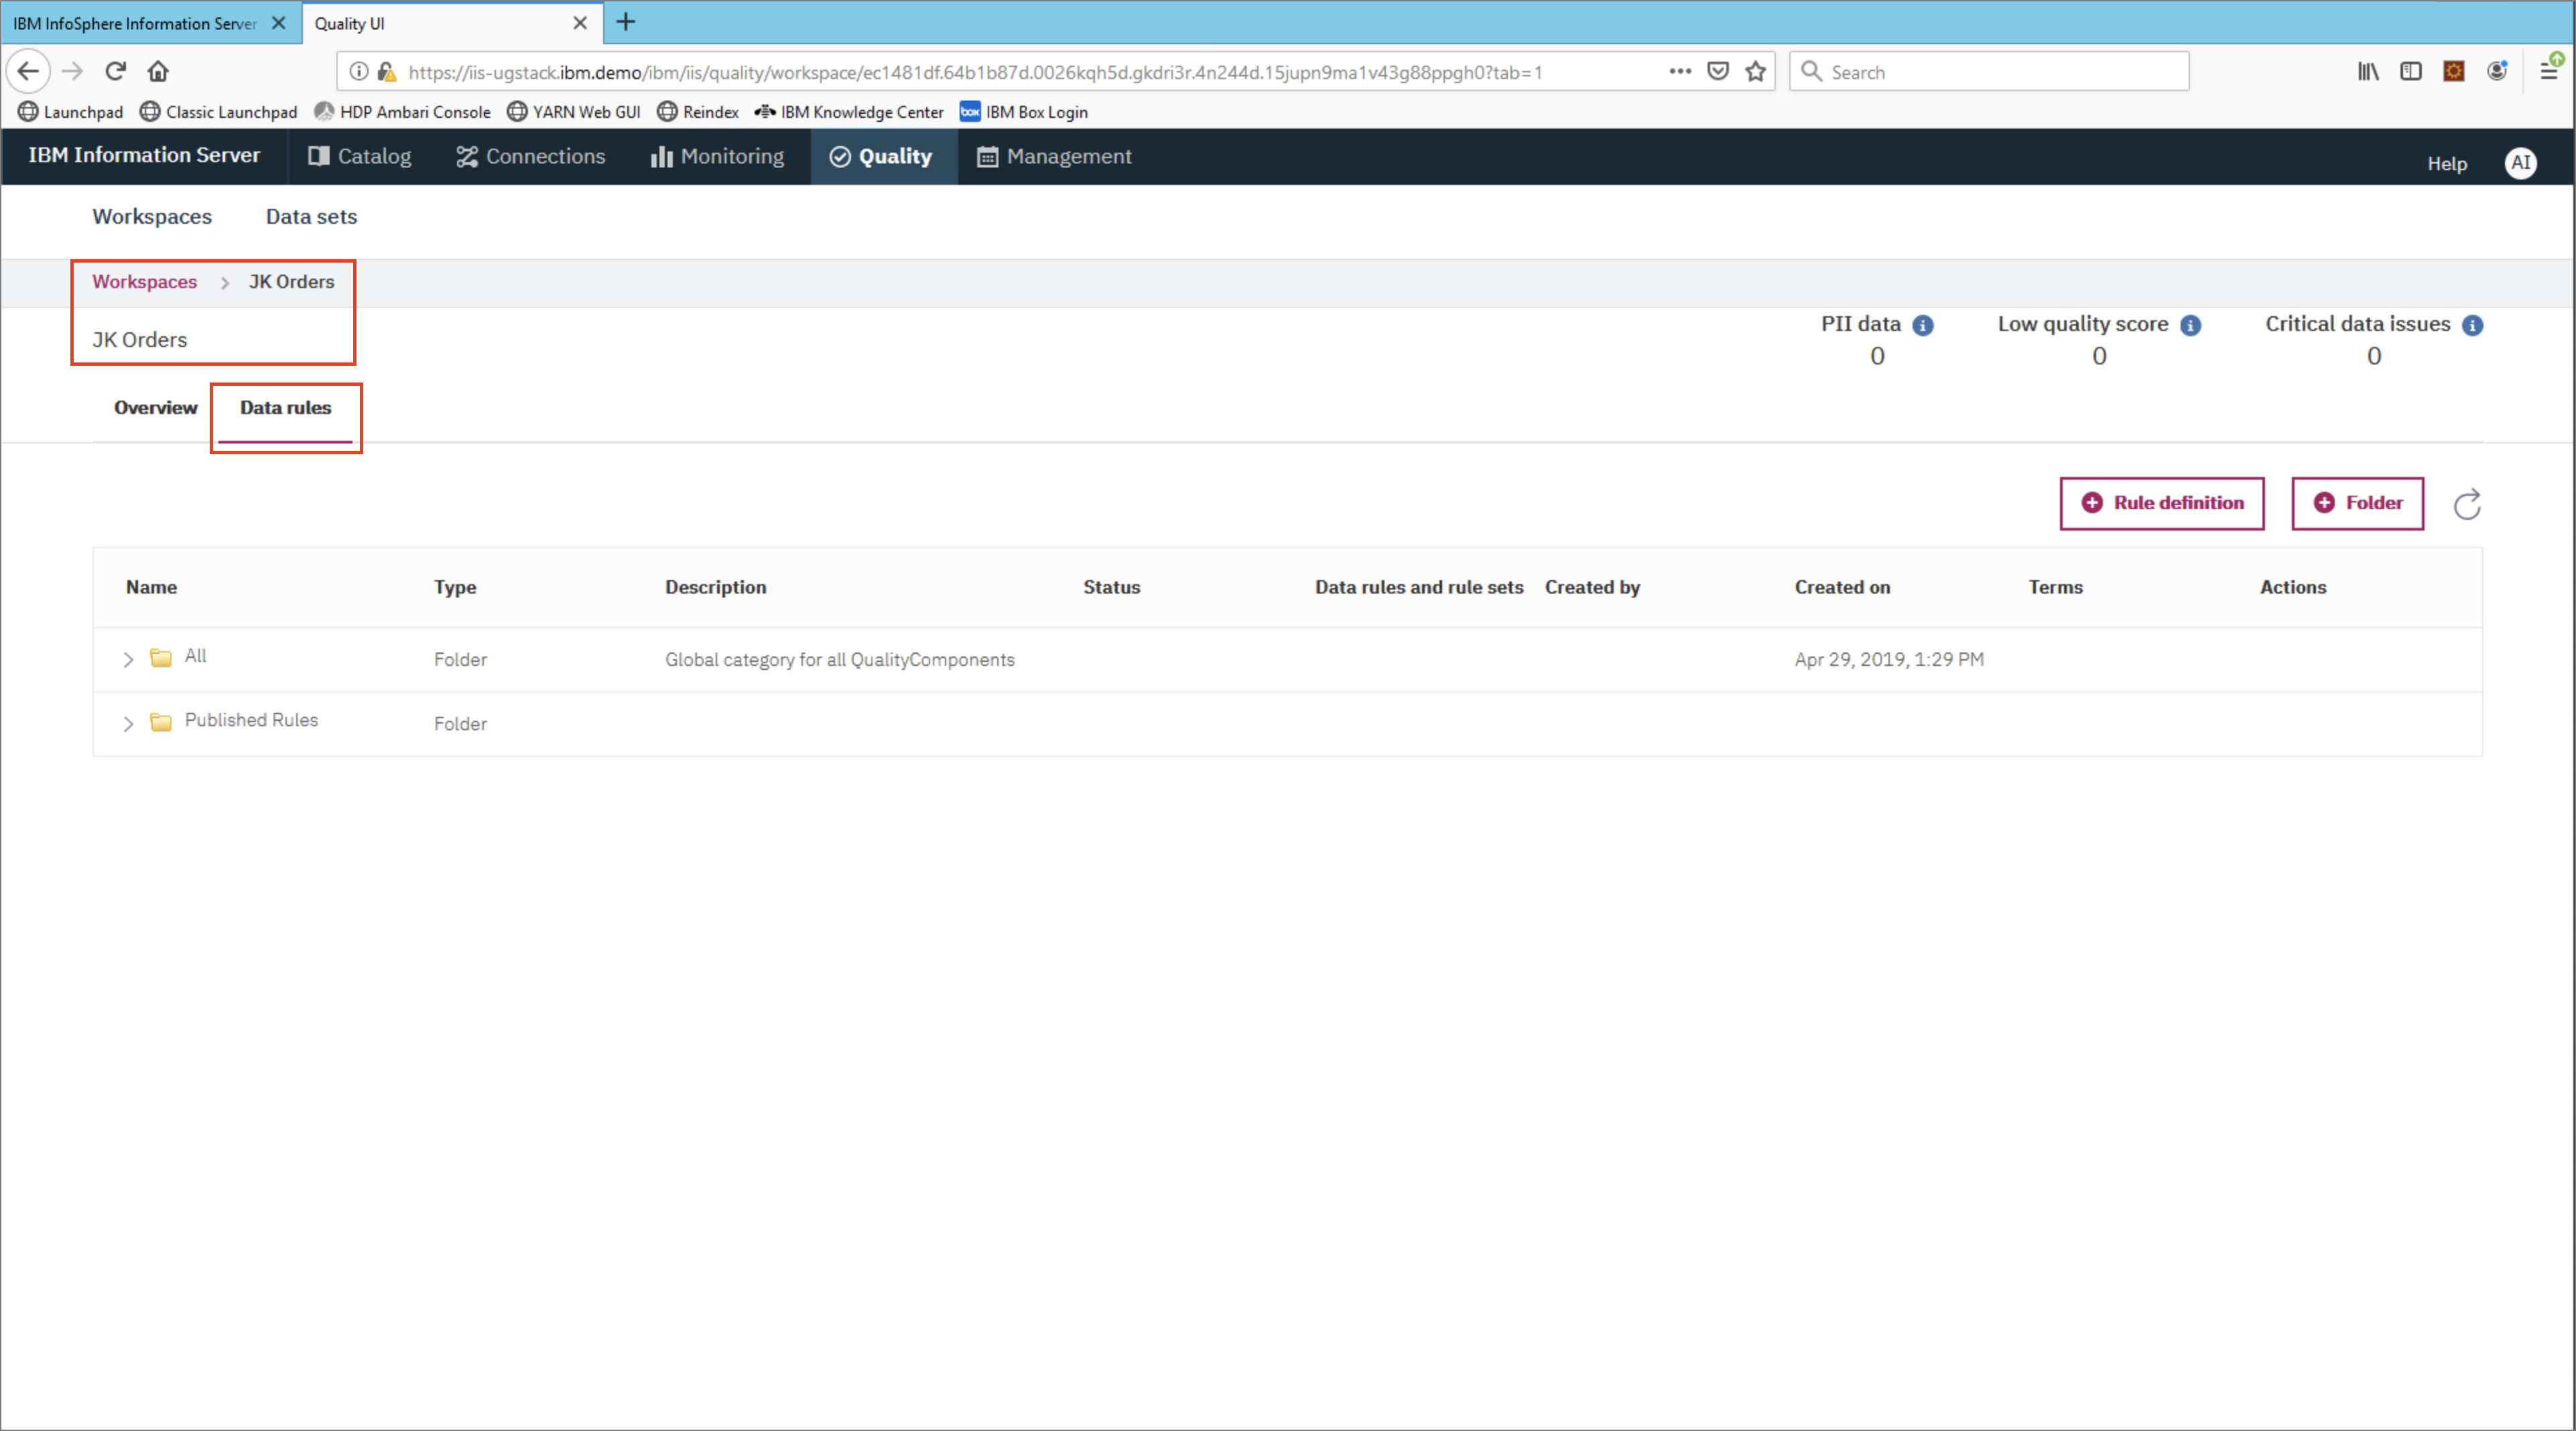 IBM InfoSphere Information Server
Quality UI
https://iis-ugstack.ibm.demo/ibm/iis/quality/workspace/ec1481df.64b1b87d.0026kqh5d.gkdri3r.4n244d.15jupn9ma1v43g88ppgh0?tab=1
Search
Launchpad Classic Launchpad HDP Ambari Console YARN Web GUI Reindex IBM Knowledge Center box IBM Box Login
IBM Information Server Catalog Connections Monitoring Quality Management Help AI
Workspaces Data sets
Workspaces > JK Orders
JK Orders
PII data Low quality score Critical data issues
0 0 0
Overview Data rules
Rule definition Folder
Name Type Description Status Data rules and rule sets Created by Created on Terms Actions
All Folder Global category for all QualityComponents Apr 29, 2019, 1:29 PM
Published Rules Folder